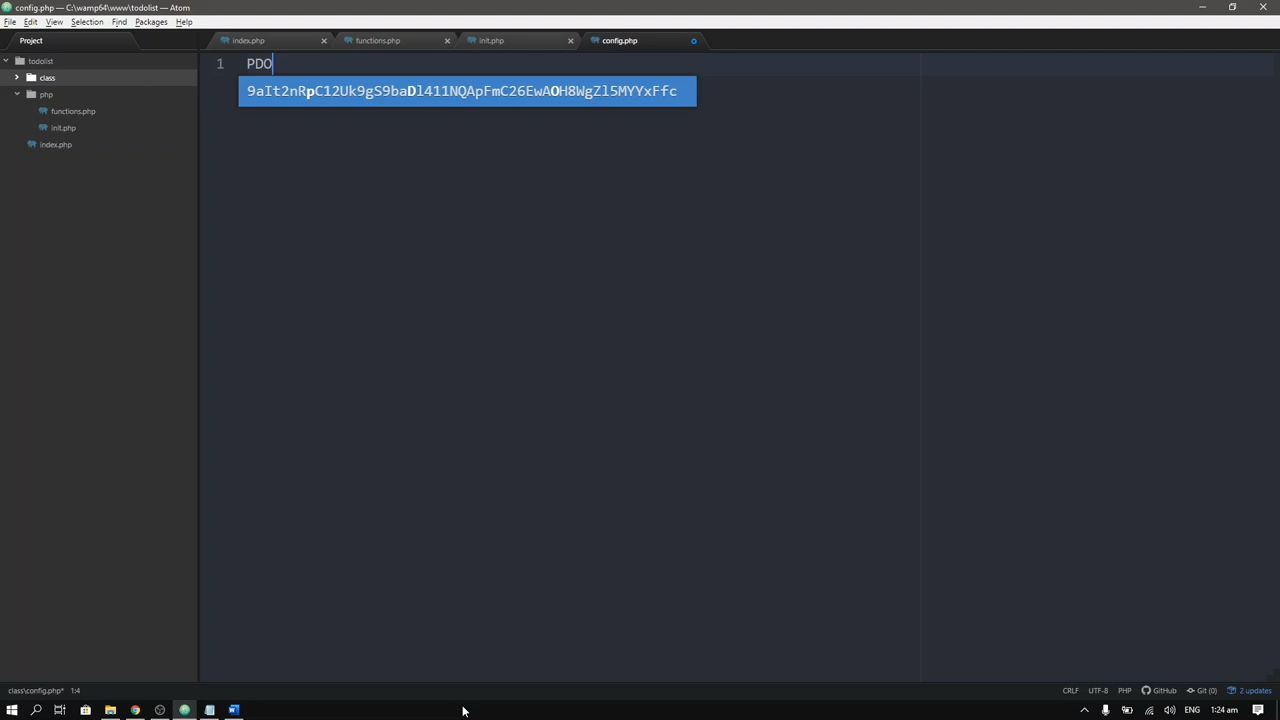 config.php — C:\wamp64\www\todolist — Atom
File Edit View Selection Find Packages Help
Project
index.php
functions.php
init.php
config.php
todolist
class
php
functions.php
init.php
index.php
1 PDO
9aIt2nRpC12Uk9gS9baDl411NQApFmC26EwAOH8WgZl5MYYxFfc
class\config.php* 1:4
CRLF UTF-8 PHP GitHub Git (0) 2 updates
ENG 1:24 am